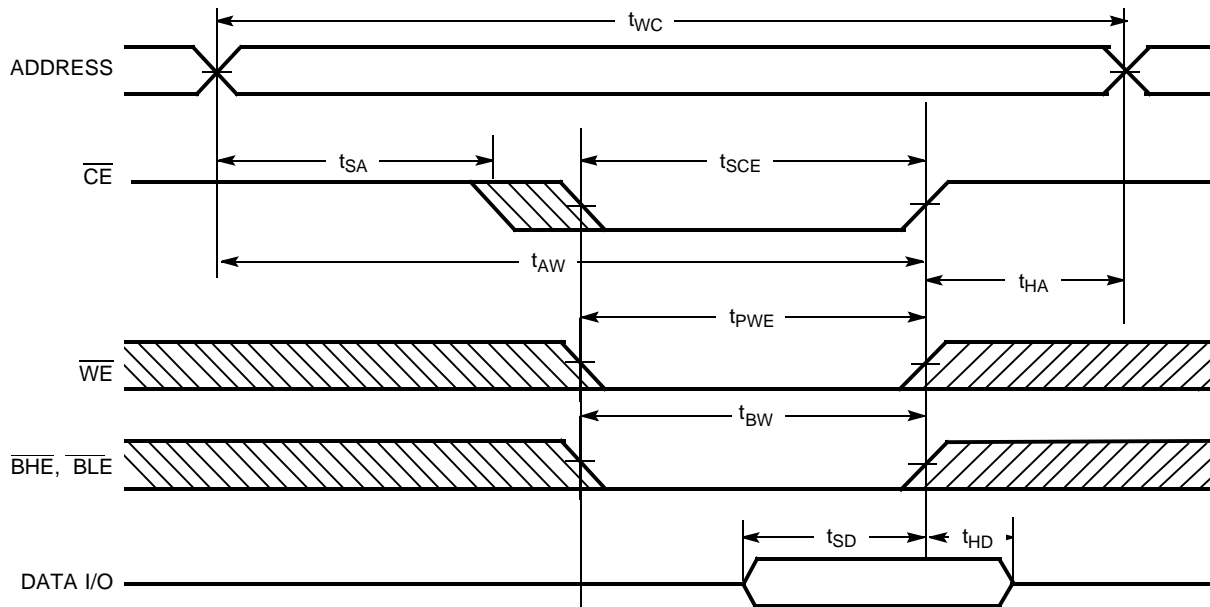 tWC
ADDRESS
tSA
tSCE
CE
tAW
tHA
tPWE
WE
tBW
BHE, BLE
tSD
tHD
DATA I/O